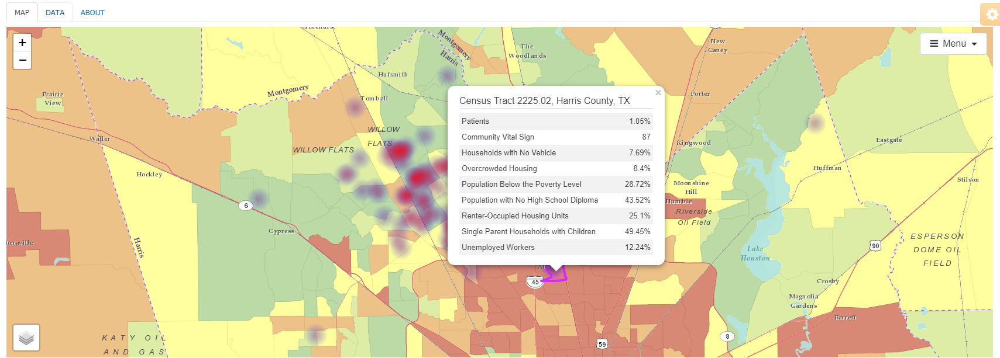 MAP
DATA
ABOUT
+
−
Menu
Pinehurst
Montgomery
Harris
The
Woodlands
New
Caney
Hufsmith
Prairie
View
Montgomery
Tomball
Porter
WILLOW
FLATS
WILLOW FLATS
Waller
Kingwood
Eastgate
Hockley
Huffman
Stilson
Moonshine
Hill
Humble
Riverside
Oil Field
6
Cypress
Harris
Census Tract 2225.02, Harris County, TX
×
Patients 1.05%
Community Vital Sign 87
Households with No Vehicle 7.69%
Overcrowded Housing 8.4%
Population Below the Poverty Level 28.72%
Population with No High School Diploma 43.52%
Renter-Occupied Housing Units 25.1%
Single Parent Households with Children 49.45%
Unemployed Workers 12.24%
45
Lake
Houston
90
ESPERSON
DOME OIL
FIELD
Crosby
Magnolia
Gardens
Barrett
8
59
KATY OIL
AND GAS